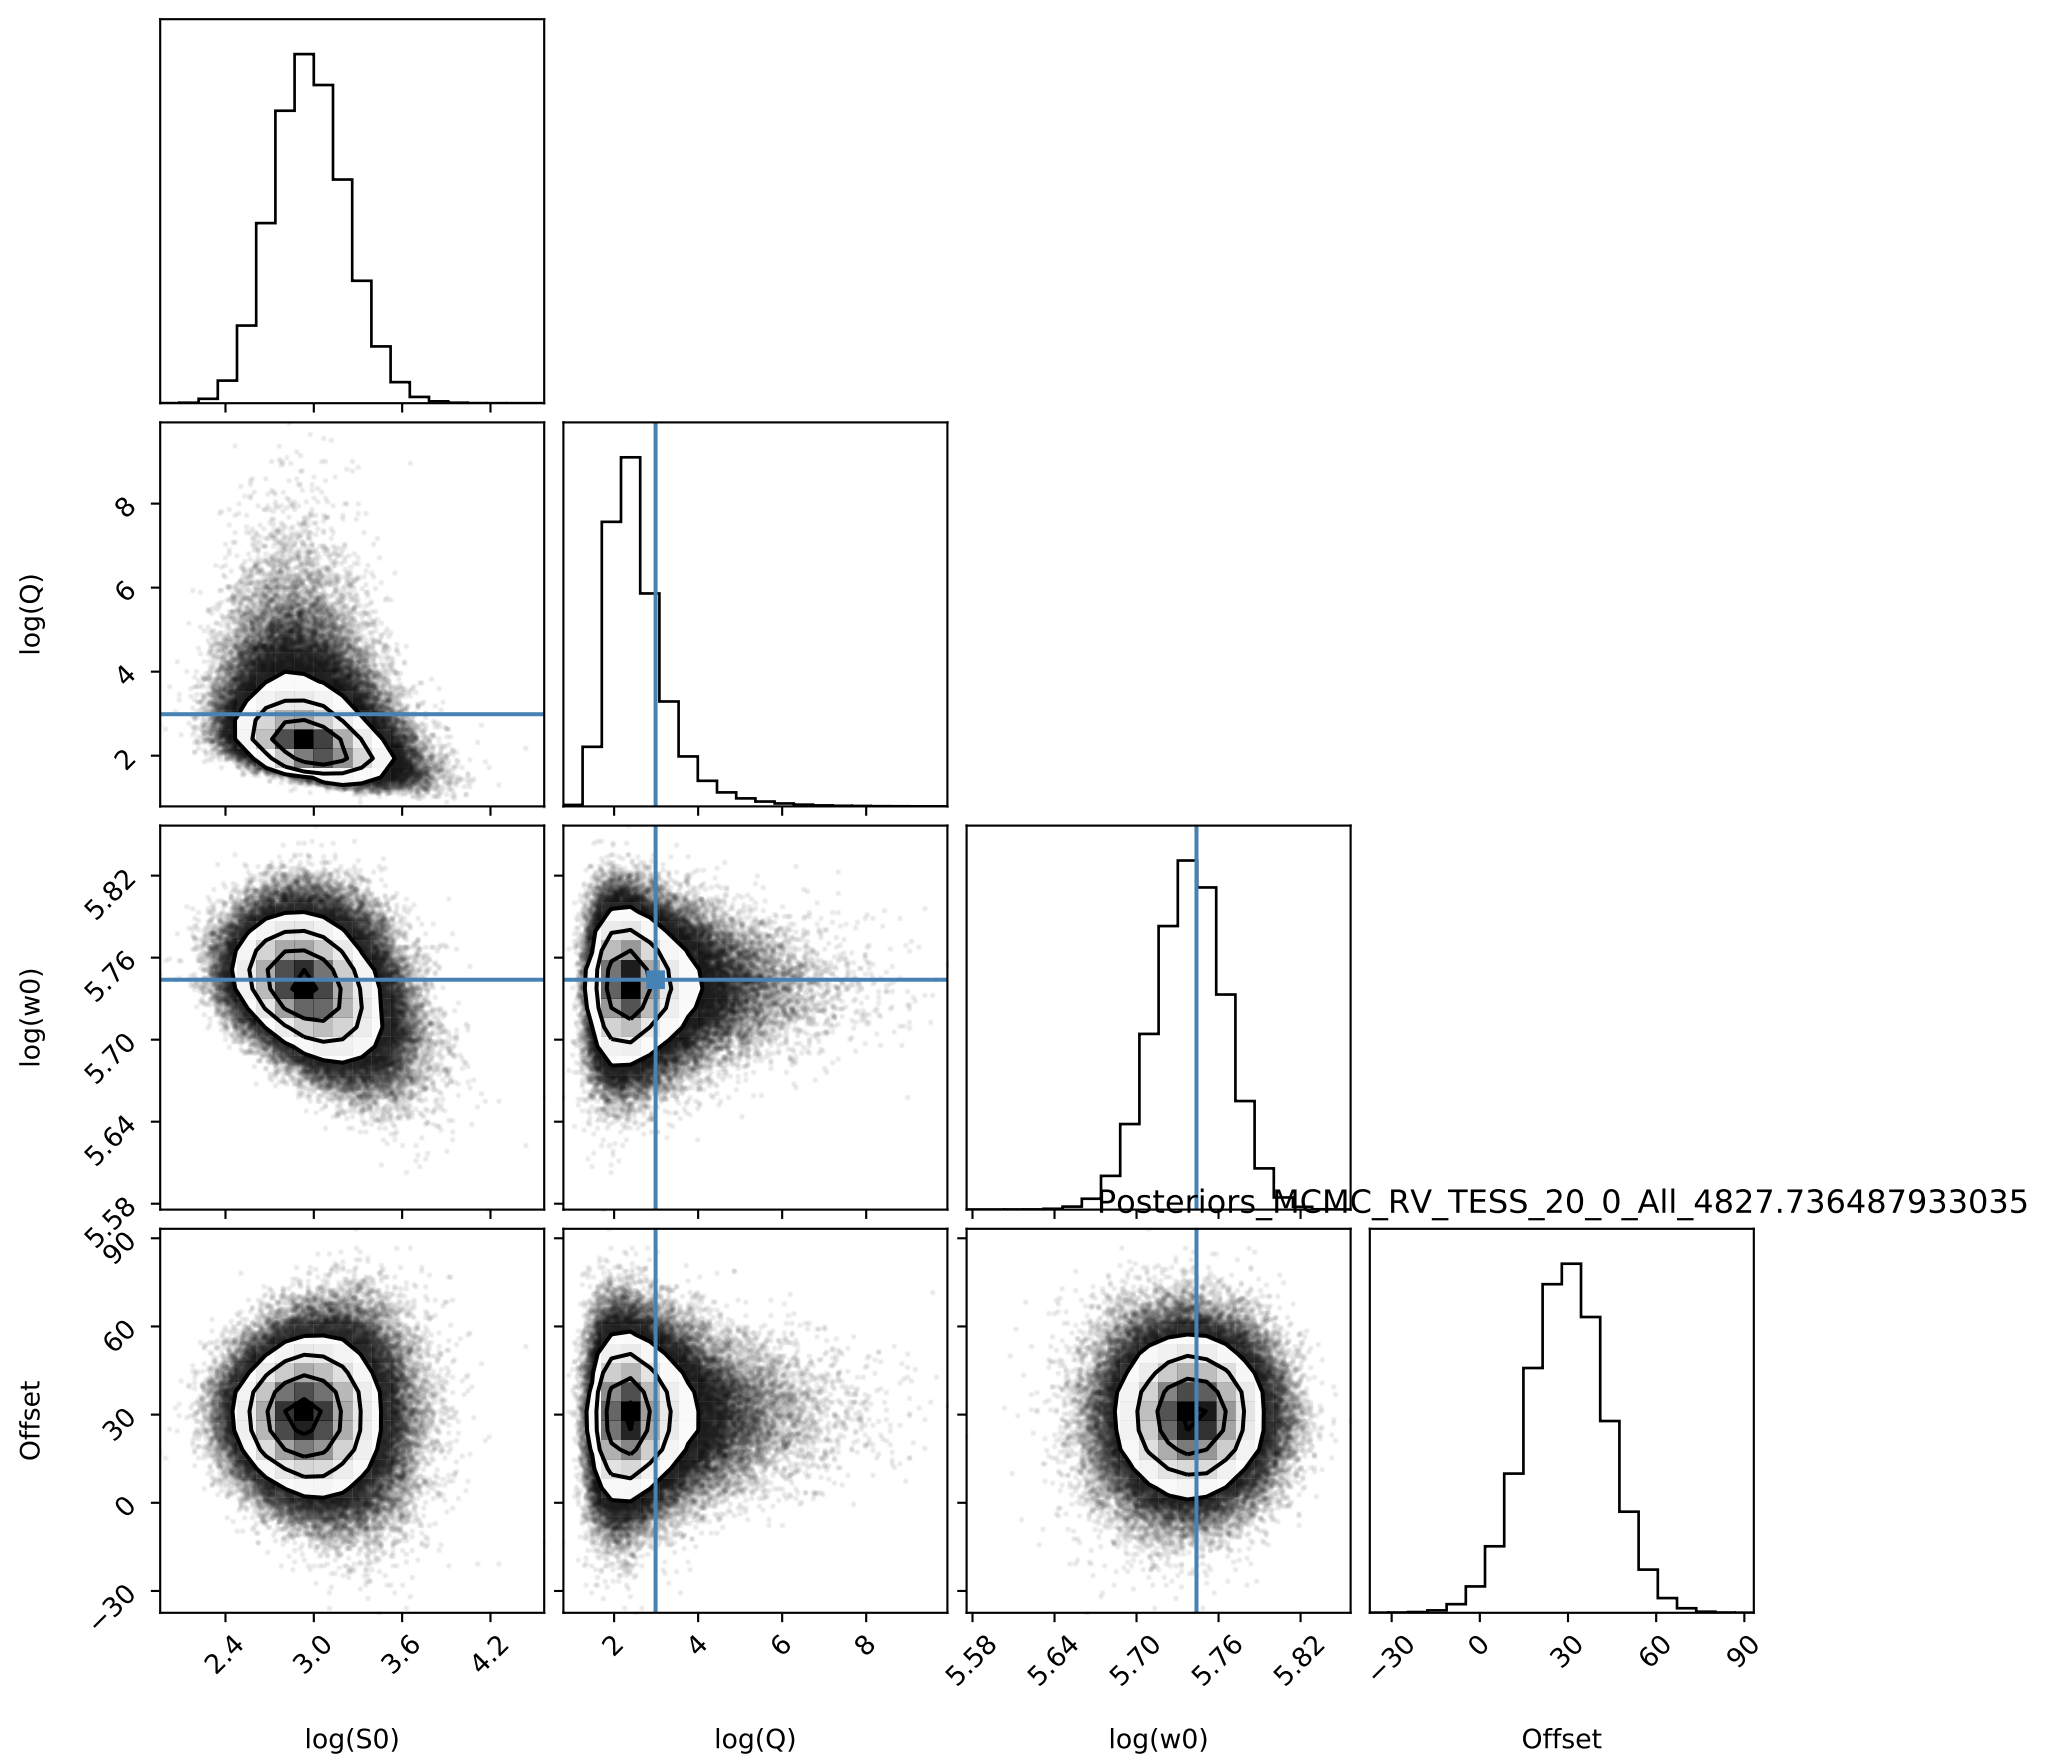 log(Q)
8
6
4
2
log(w0)
5.82
5.76
5.70
5.64
5.58
Posteriors_MCMC_RV_TESS_20_0_All_4827.736487933035
Offset
90
60
30
0
−30
2.4 3.0 3.6 4.2 2 4 6 8 5.58 5.64 5.70 5.76 5.82 −30 0 30 60 90
log(S0) log(Q) log(w0) Offset